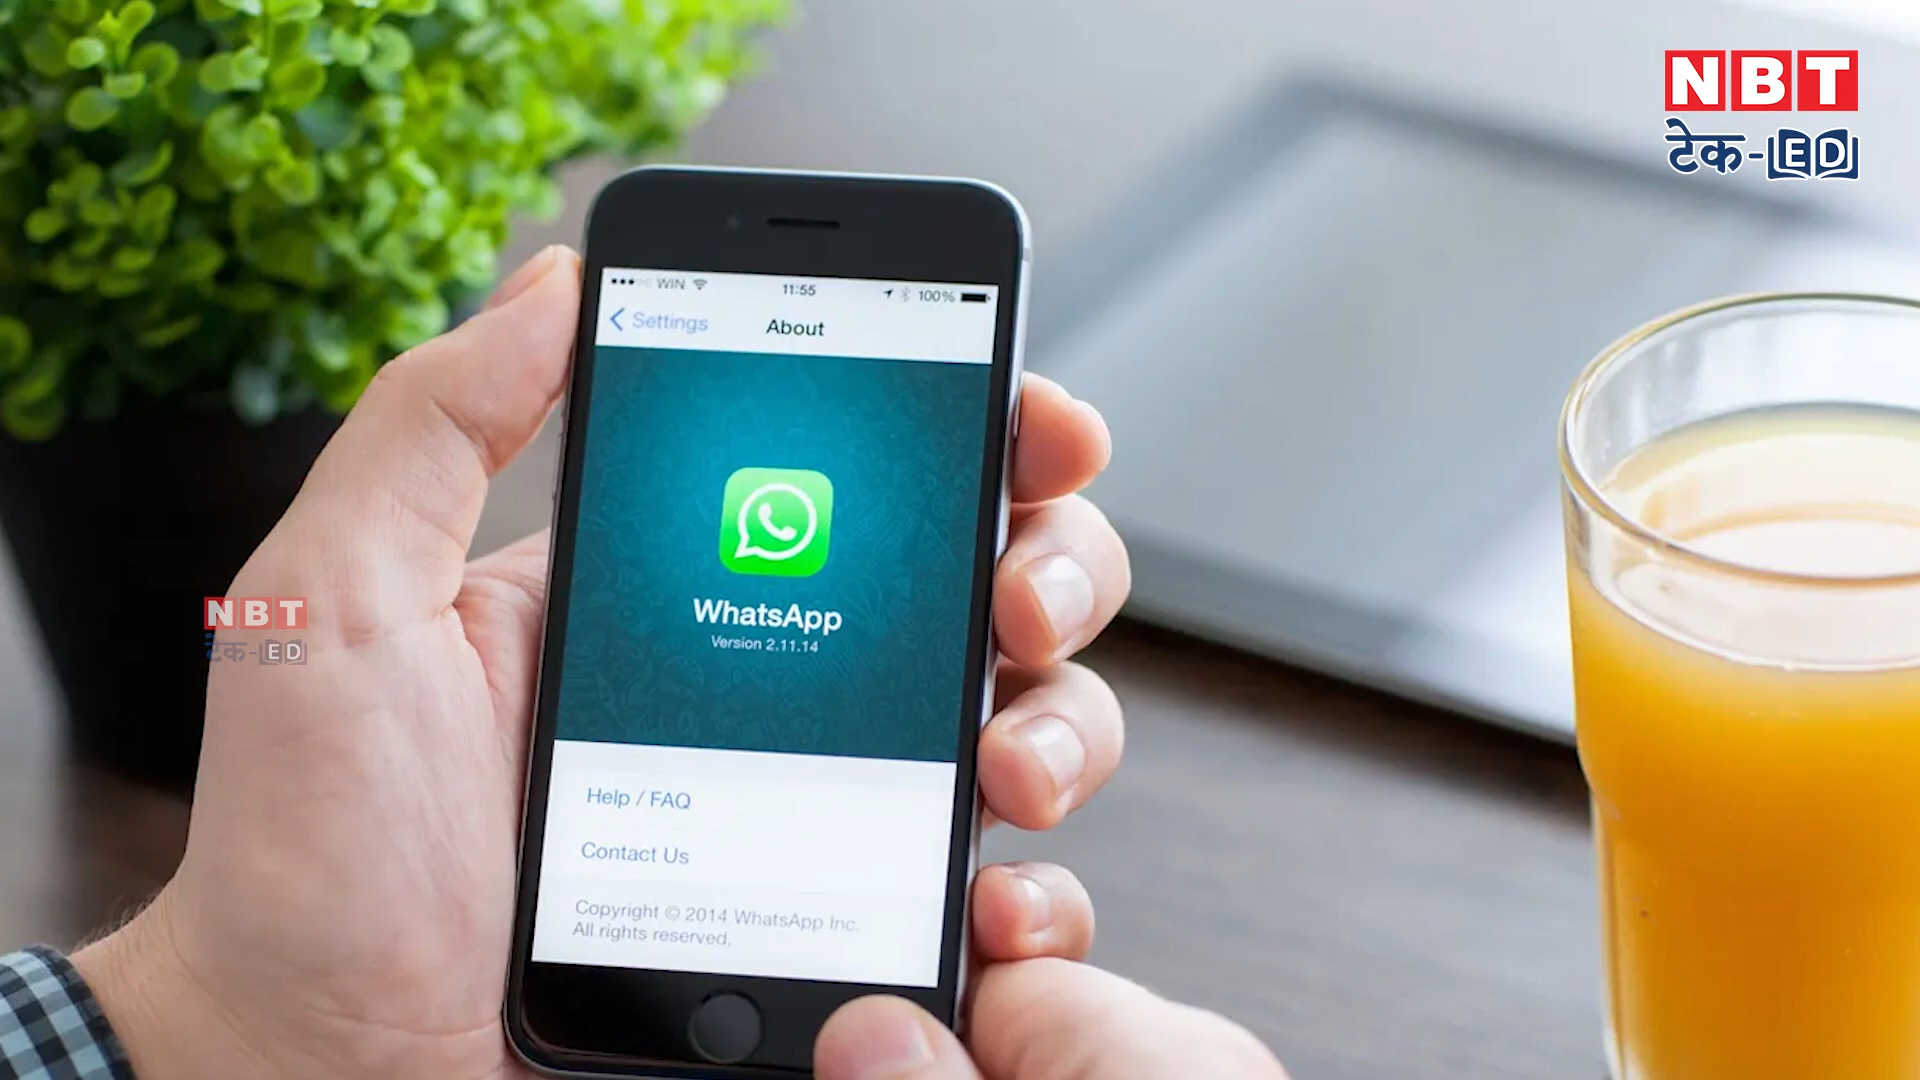 NBT
टेक-ED
WIN 11:55 100%
Settings About
WhatsApp
Version 2.11.14
NBT
टेक-ED
Help / FAQ
Contact Us
Copyright © 2014 WhatsApp Inc.
All rights reserved.